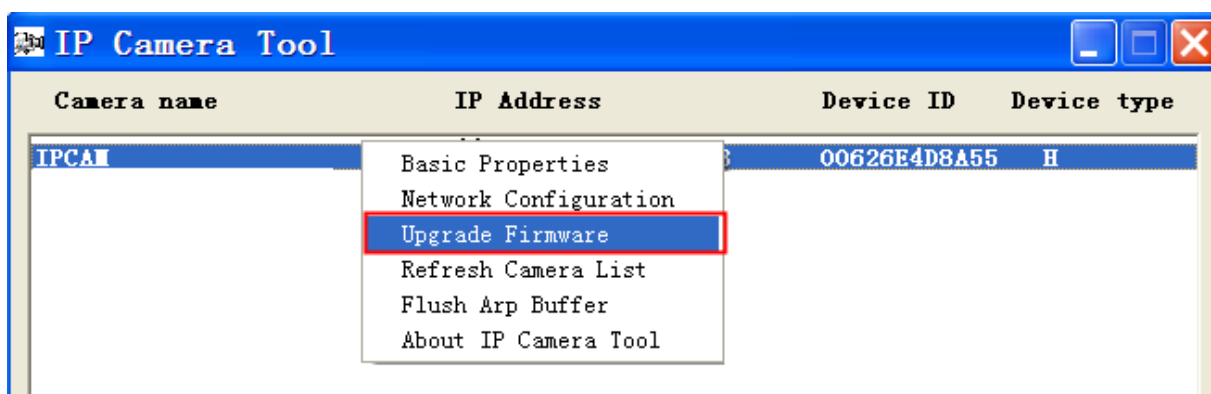 IP Camera Tool
Camera name IP Address Device ID Device type
IPCAM 00626E4D8A55 H
Basic Properties
Network Configuration
Upgrade Firmware
Refresh Camera List
Flush Arp Buffer
About IP Camera Tool